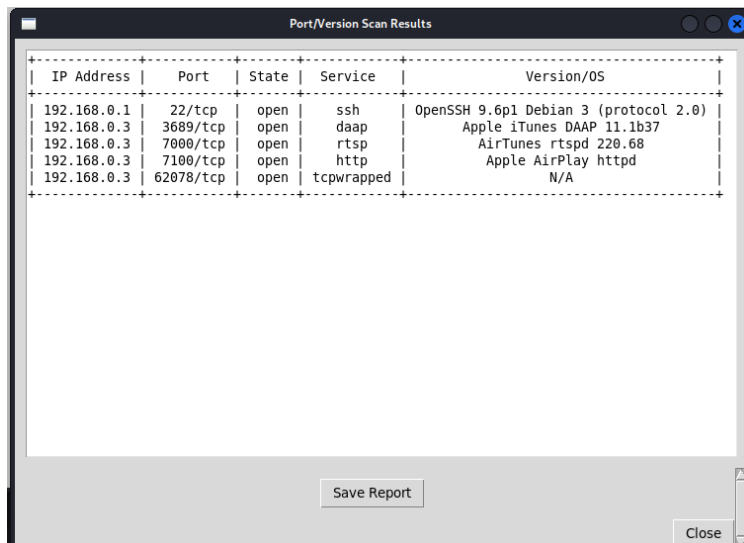 Port/Version Scan Results
+-------------+-----------+-------+------------+---------------------------------------+
| IP Address | Port | State | Service | Version/OS |
+-------------+-----------+-------+------------+---------------------------------------+
| 192.168.0.1 | 22/tcp | open | ssh | OpenSSH 9.6p1 Debian 3 (protocol 2.0) |
| 192.168.0.3 | 3689/tcp | open | daap | Apple iTunes DAAP 11.1b37 |
| 192.168.0.3 | 7000/tcp | open | rtsp | AirTunes rtspd 220.68 |
| 192.168.0.3 | 7100/tcp | open | http | Apple AirPlay httpd |
| 192.168.0.3 | 62078/tcp | open | tcpwrapped | N/A |
+-------------+-----------+-------+------------+---------------------------------------+
Save Report
Close